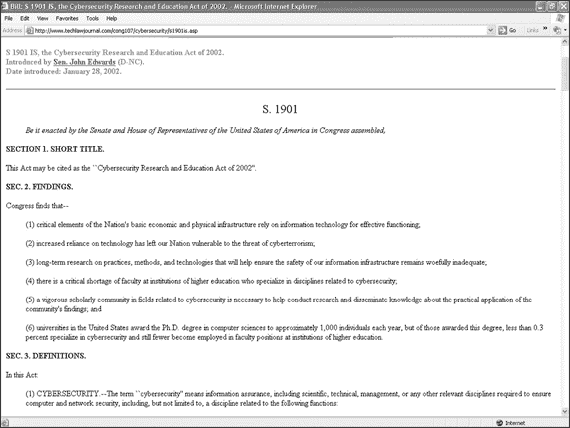 Bill: S 1901 IS, the Cybersecurity Research and Education Act of 2002. - Microsoft Internet Explorer
File Edit View Favorites Tools Help
Address http://www.techlawjournal.com/cong107/cybersecurity/s1901is.asp Go Links »
S 1901 IS, the Cybersecurity Research and Education Act of 2002.
Introduced by Sen. John Edwards (D-NC).
Date introduced: January 28, 2002.
S. 1901
Be it enacted by the Senate and House of Representatives of the United States of America in Congress assembled,
SECTION 1. SHORT TITLE.
This Act may be cited as the ``Cybersecurity Research and Education Act of 2002''.
SEC. 2. FINDINGS.
Congress finds that--
(1) critical elements of the Nation's basic economic and physical infrastructure rely on information technology for effective functioning;
(2) increased reliance on technology has left our Nation vulnerable to the threat of cyberterrorism;
(3) long-term research on practices, methods, and technologies that will help ensure the safety of our information infrastructure remains woefully inadequate;
(4) there is a critical shortage of faculty at institutions of higher education who specialize in disciplines related to cybersecurity;
(5) a vigorous scholarly community in fields related to cybersecurity is necessary to help conduct research and disseminate knowledge about the practical application of the
community's findings; and
(6) universities in the United States award the Ph.D. degree in computer sciences to approximately 1,000 individuals each year, but of those awarded this degree, less than 0.3
percent specialize in cybersecurity and still fewer become employed in faculty positions at institutions of higher education.
SEC. 3. DEFINITIONS.
In this Act:
(1) CYBERSECURITY.--The term ``cybersecurity'' means information assurance, including scientific, technical, management, or any other relevant disciplines required to ensure
computer and network security, including, but not limited to, a discipline related to the following functions:
Internet